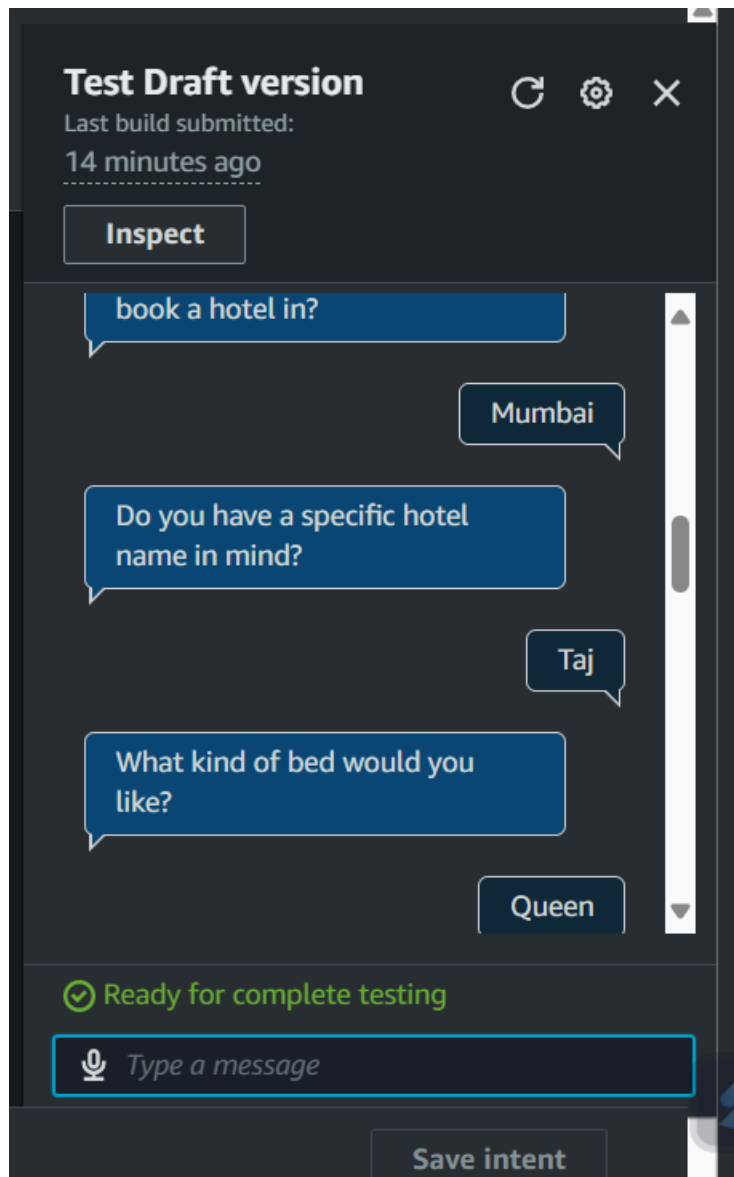 Test Draft version
Last build submitted:
14 minutes ago
Inspect
book a hotel in?
Mumbai
Do you have a specific hotel
name in mind?
Taj
What kind of bed would you
like?
Queen
Ready for complete testing
Type a message
Save intent